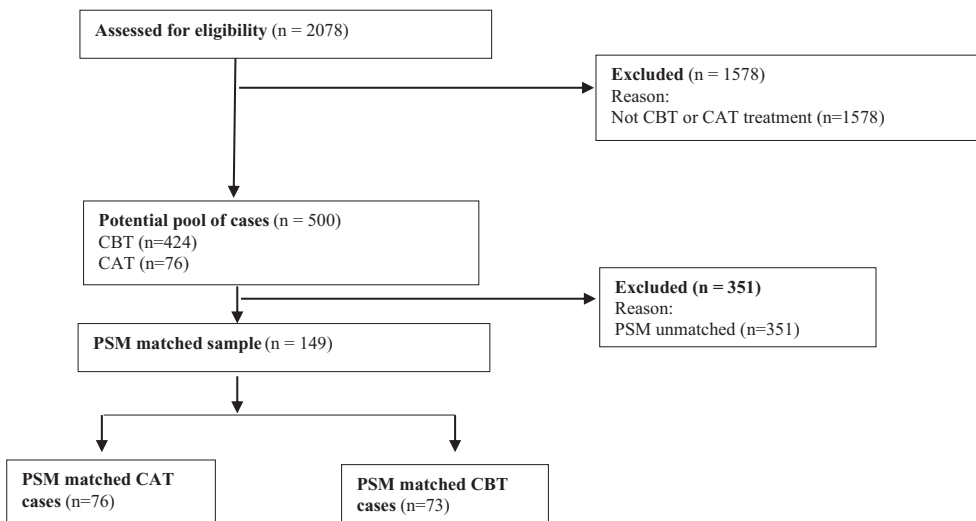 Assessed for eligibility (n = 2078)
Excluded (n = 1578)
Reason:
Not CBT or CAT treatment (n=1578)
Potential pool of cases (n = 500)
CBT (n=424)
CAT (n=76)
Excluded (n = 351)
Reason:
PSM unmatched (n=351)
PSM matched sample (n = 149)
PSM matched CAT
cases (n=76)
PSM matched CBT
cases (n=73)